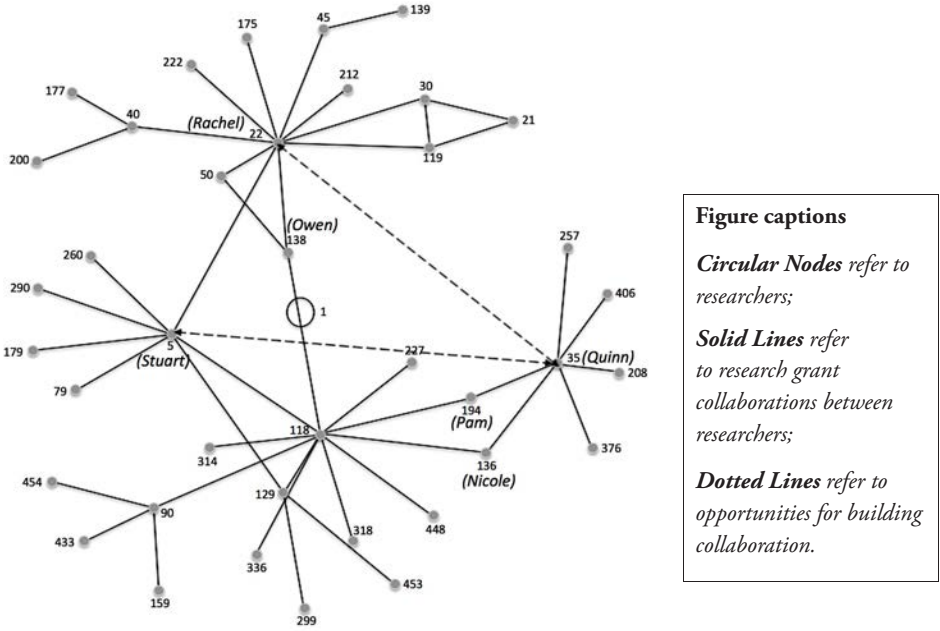 139
45
175
222
212
177
40
30
(Rachel)
22
21
119
200
50
(Owen)
138
260
290
257
406
1
5
(Stuart)
179
79
227
35 (Quinn)
208
194
(Pam)
118
314
136
(Nicole)
376
454
129
90
448
318
433
336
453
159
299
Figure captions
Circular Nodes refer to
researchers;
Solid Lines refer
to research grant
collaborations between
researchers;
Dotted Lines refer to
opportunities for building
collaboration.